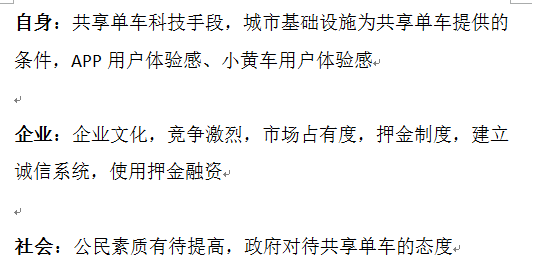 自身：共享单车科技手段，城市基础设施为共享单车提供的
条件，APP 用户体验感、小黄车用户体验感
企业：企业文化，竞争激烈，市场占有度，押金制度，建立
诚信系统，使用押金融资
社会：公民素质有待提高，政府对待共享单车的态度